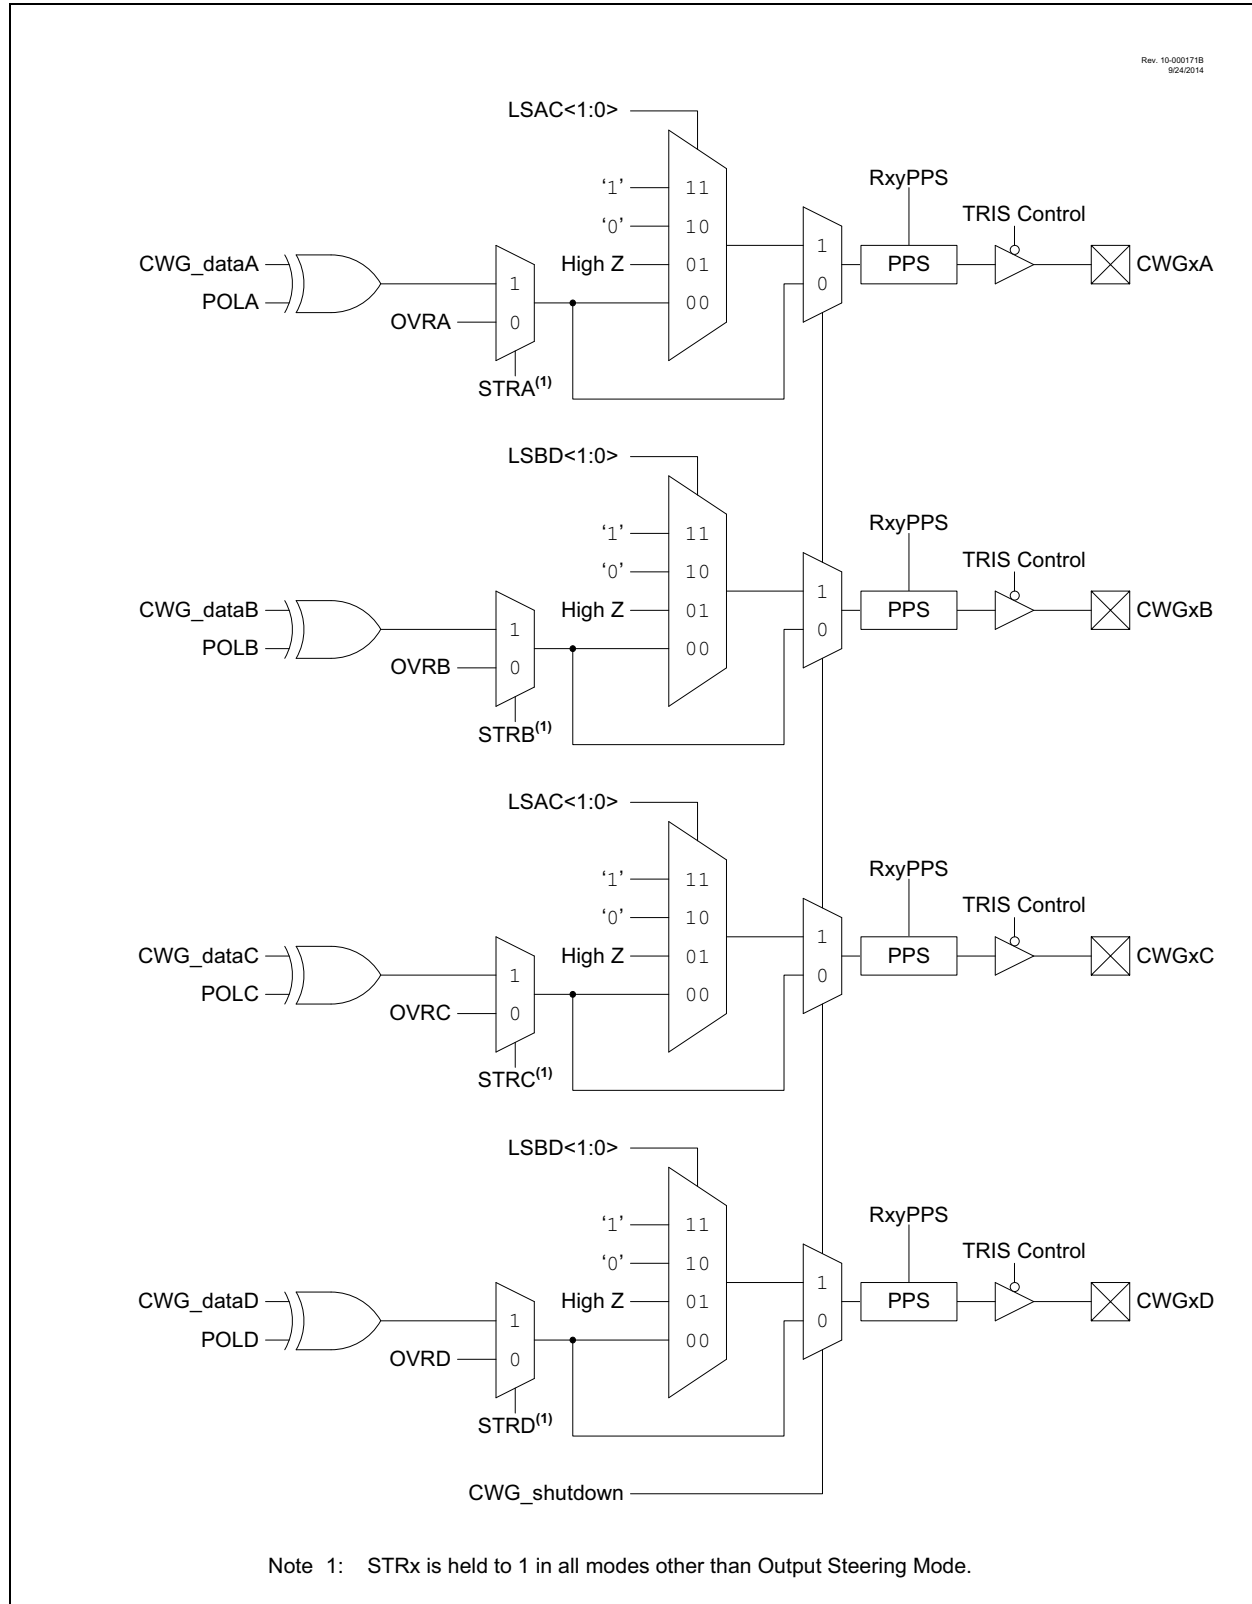 Rev. 10-000171B
9/24/2014
LSAC<1:0>
'1' 11
'0' 10
High Z 01
00
CWG_dataA
POLA
OVRA
1
0
STRA(1)
1
0
RxyPPS
PPS
TRIS Control
CWGxA
LSBD<1:0>
'1' 11
'0' 10
High Z 01
00
CWG_dataB
POLB
OVRB
1
0
STRB(1)
1
0
RxyPPS
PPS
TRIS Control
CWGxB
LSAC<1:0>
'1' 11
'0' 10
High Z 01
00
CWG_dataC
POLC
OVRC
1
0
STRC(1)
1
0
RxyPPS
PPS
TRIS Control
CWGxC
LSBD<1:0>
'1' 11
'0' 10
High Z 01
00
CWG_dataD
POLD
OVRD
1
0
STRD(1)
1
0
RxyPPS
PPS
TRIS Control
CWGxD
CWG_shutdown
Note 1: STRx is held to 1 in all modes other than Output Steering Mode.